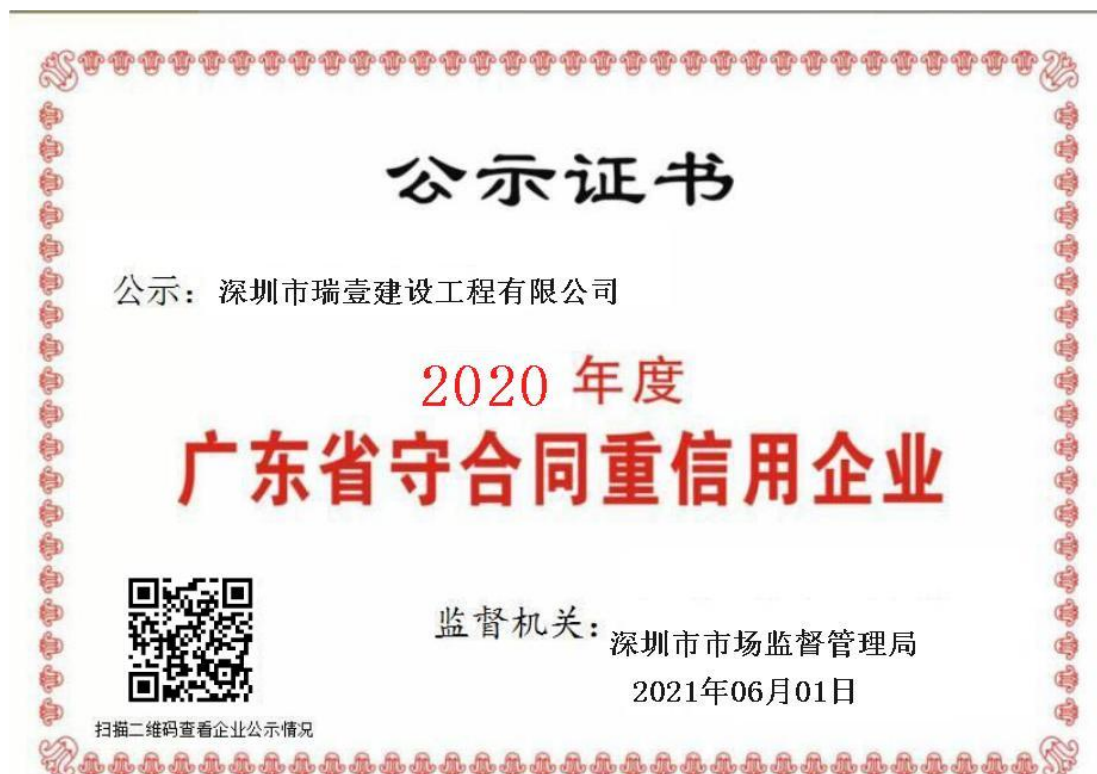 公示证书
公示：深圳市瑞壹建设工程有限公司
2020 年度
广东省守合同重信用企业
监督机关：深圳市市场监督管理局
2021年06月01日
扫描二维码查看企业公示情况